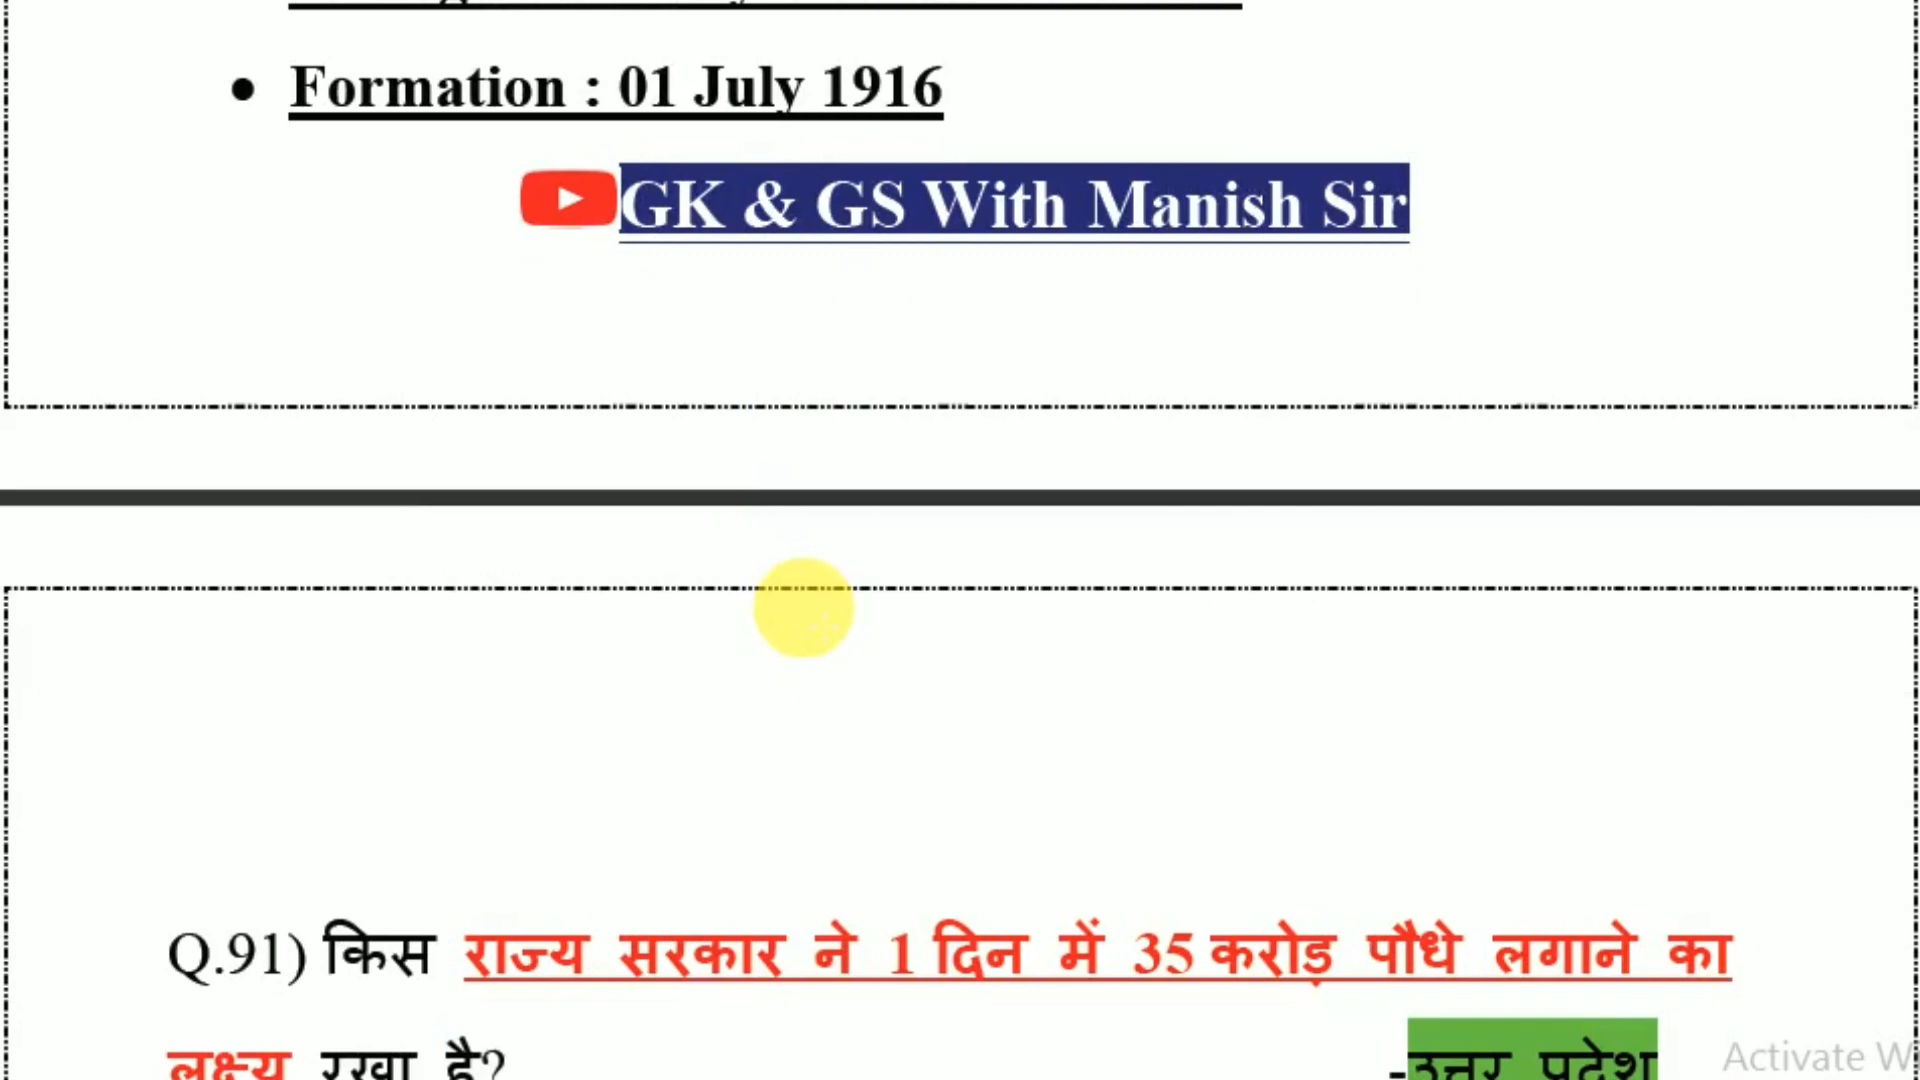 • Formation : 01 July 1916
GK & GS With Manish Sir
Q.91) किस राज्य सरकार ने 1 दिन में 35 करोड़ पौधे लगाने का
लक्ष्य रखा है? -उत्तर प्रदेश
Activate W